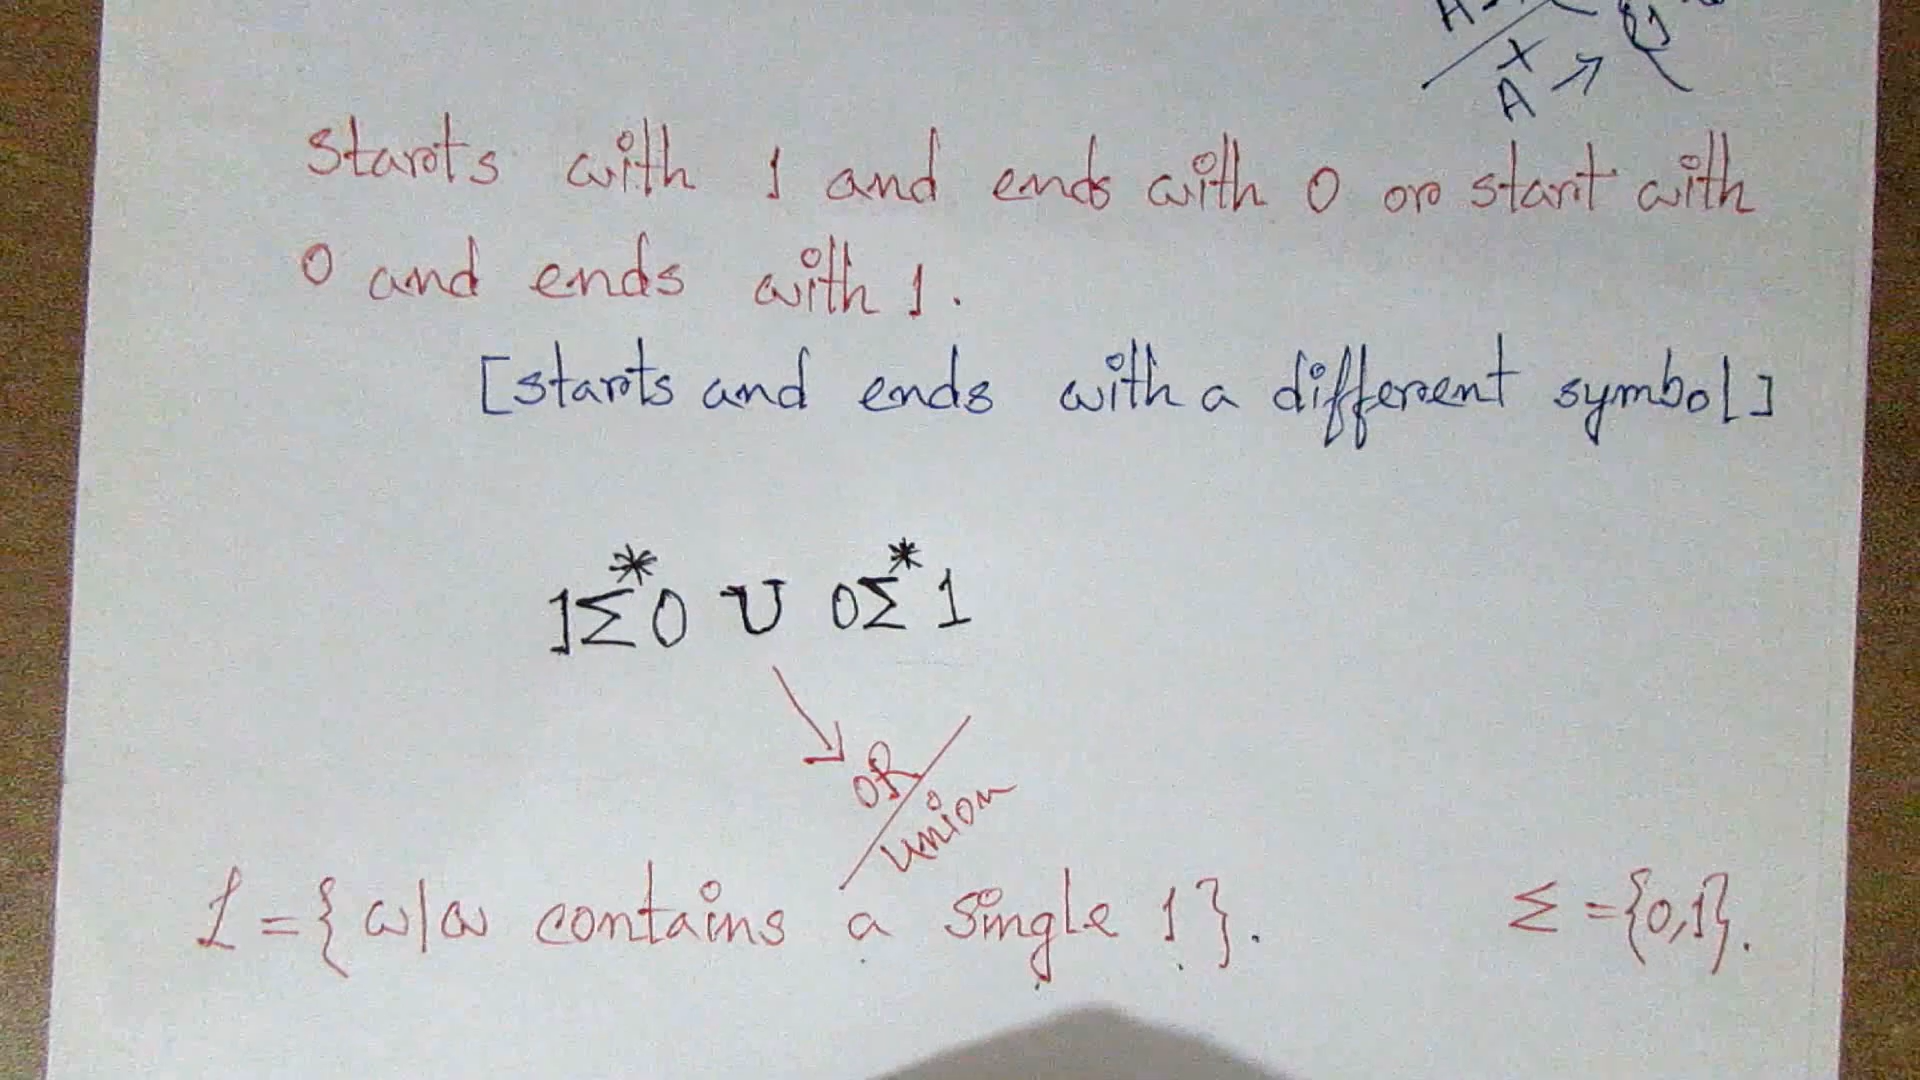 A
X
A →
starts with 1 and ends with 0 or start with
0 and ends with 1.
[starts and ends with a different symbol]
1Σ*0 ∪ 0Σ*1
OR/union
L = {ω|ω contains a single 1}. Σ = {0,1}.